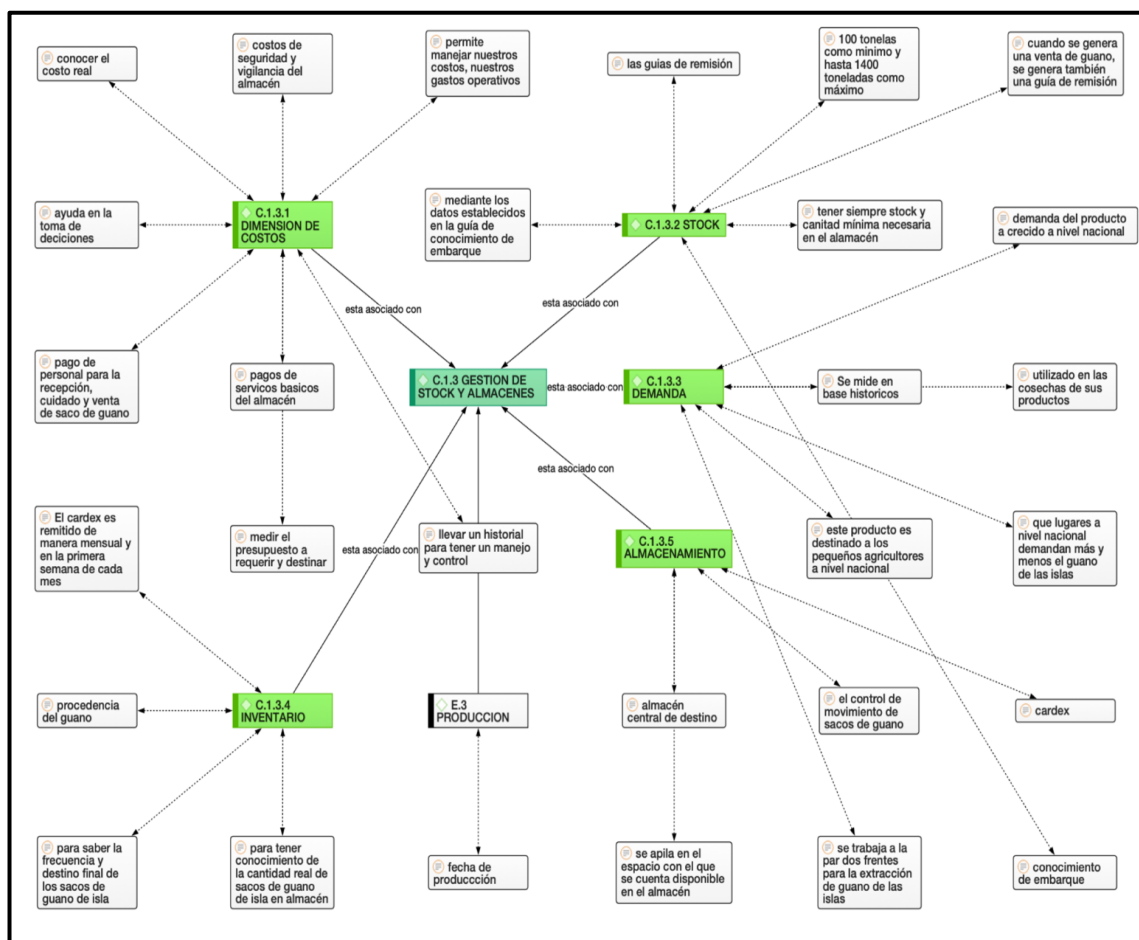 conocer el
costo real
costos de
seguridad y
vigilancia del
almacén
permite
manejar nuestros
costos, nuestros
gastos operativos
las guias de remisión
100 tonelas
como minimo y
hasta 1400
toneladas como
máximo
cuando se genera
una venta de guano,
se genera también
una guía de remisión
ayuda en la
toma de
deciciones
C.1.3.1
DIMENSION DE
COSTOS
mediante los
datos establecidos
en la guía de
conocimiento de
embarque
C.1.3.2 STOCK
tener siempre stock y
canitad mínima necesaria
en el alamacén
demanda del producto
a crecido a nivel nacional
esta asociado con
esta asociado con
pago de
personal para la
recepción,
cuidado y venta
de saco de guano
pagos de
servicos basicos
del almacén
C.1.3 GESTION DE
STOCK Y ALMACENES
esta asociado con
C.1.3.3
DEMANDA
Se mide en
base historicos
utilizado en las
cosechas de sus
productos
esta asociado con
El cardex es
remitido de
manera mensual y
en la primera
semana de cada
mes
medir el
presupuesto a
requerir y destinar
esta asociado con
llevar un historial
para tener un manejo
y control
C.1.3.5
ALMACENAMIENTO
este producto es
destinado a los
pequeños agricultores
a nivel nacional
que lugares a
nivel nacional
demandan más y
menos el guano
de las islas
procedencia
del guano
C.1.3.4
INVENTARIO
E.3
PRODUCCION
almacén
central de destino
el control de
movimiento de
sacos de guano
cardex
para saber la
frecuencia y
destino final de
los sacos de
guano de isla
para tener
conocimiento de
la cantidad real de
sacos de guano
de isla en almacén
fecha de
produccción
se apila en el
espacio con el que
se cuenta disponible
en el almacén
se trabaja a la
par dos frentes
para la extracción
de guano de las
islas
conocimiento
de embarque